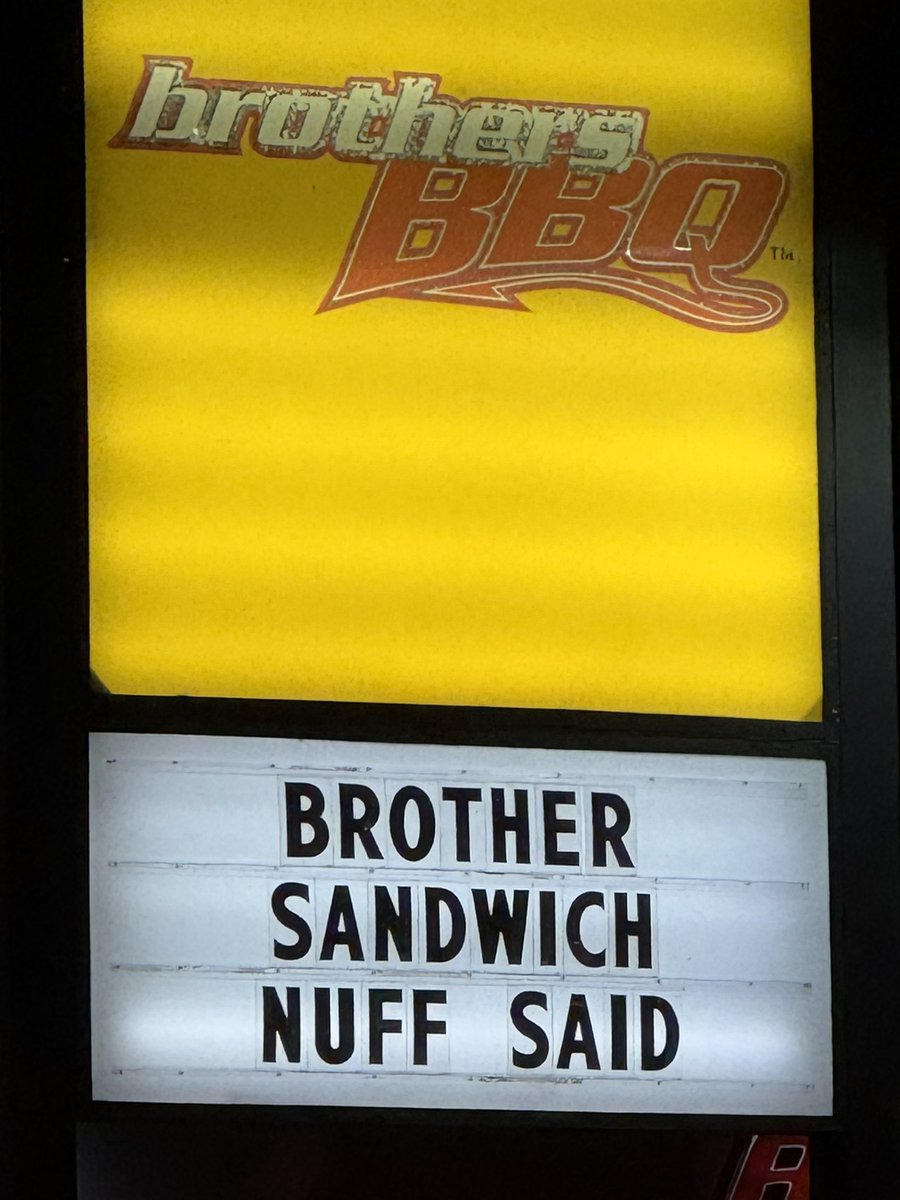 brothers
BBQ TM
BROTHER
SANDWICH
NUFF SAID
B